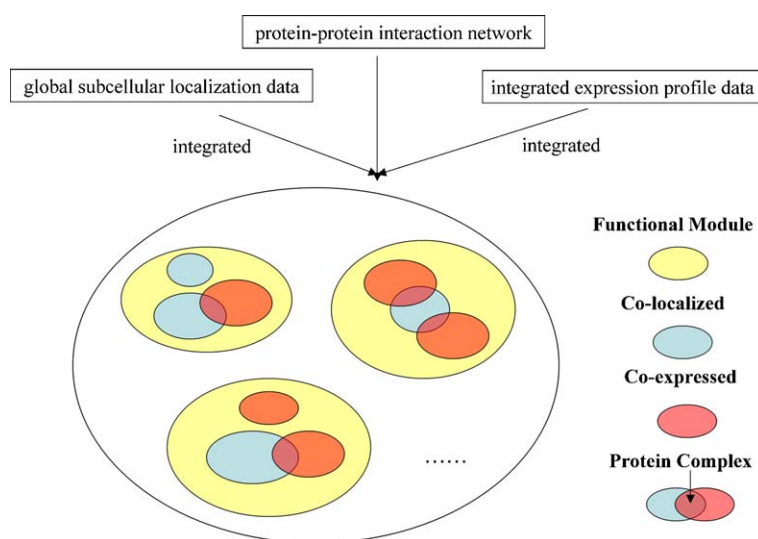 protein-protein interaction network
global subcellular localization data
integrated expression profile data
integrated
integrated
Functional Module
Co-localized
Co-expressed
Protein Complex
......